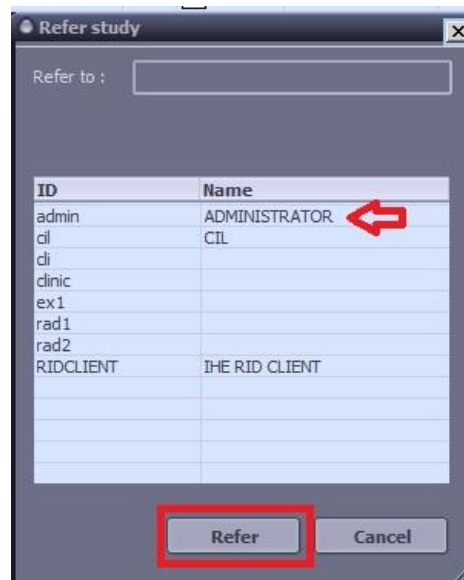 Refer study
Refer to :
ID Name
admin ADMINISTRATOR
cil CIL
cli
clinic
ex1
rad1
rad2
RIDCLIENT IHE RID CLIENT
Refer Cancel